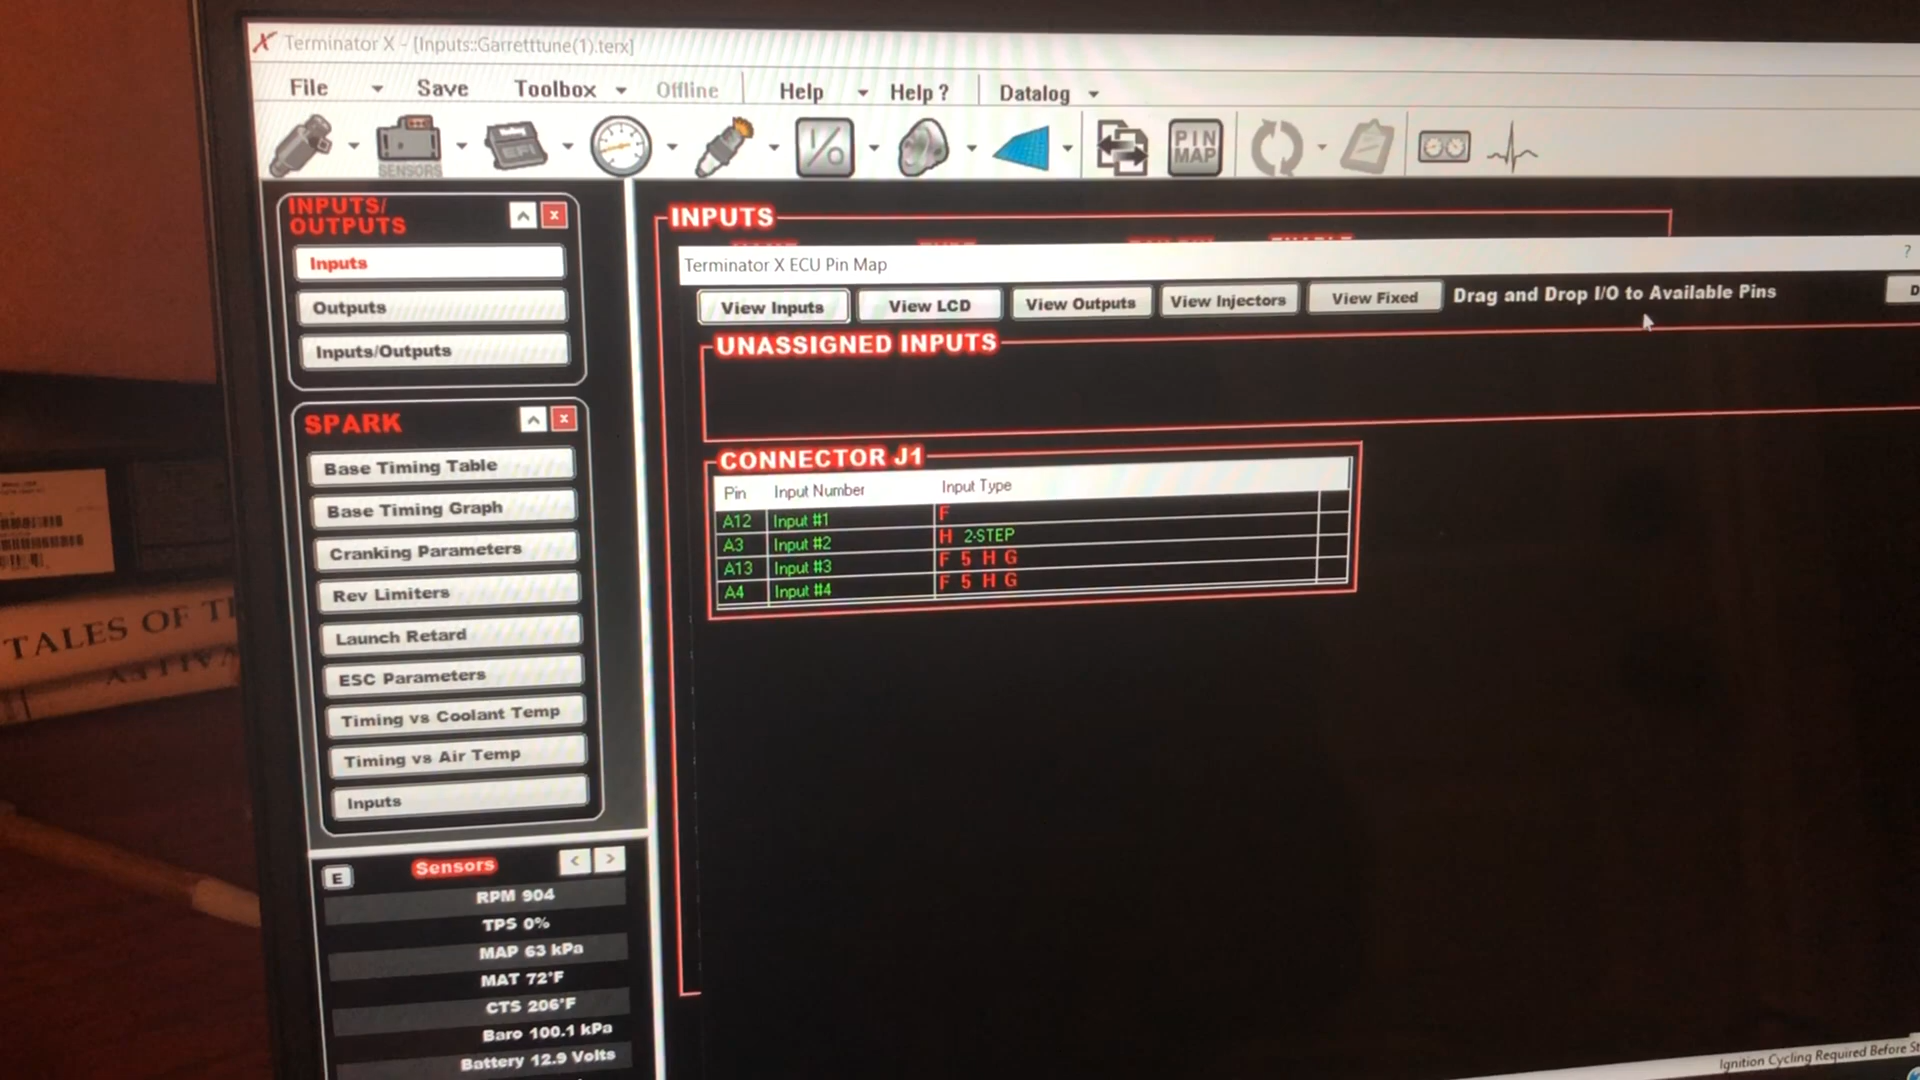 Terminator X - [Inputs::Garretttune(1).terx]
File Save Toolbox Offline Help Help ? Datalog
SENSORS
EFI
I/O
PIN MAP
INPUTS/
OUTPUTS
Inputs
Outputs
Inputs/Outputs
SPARK
Base Timing Table
Base Timing Graph
Cranking Parameters
Rev Limiters
Launch Retard
ESC Parameters
Timing vs Coolant Temp
Timing vs Air Temp
Inputs
E Sensors < >
RPM 904
TPS 0%
MAP 63 kPa
MAT 72°F
CTS 206°F
Baro 100.1 kPa
Battery 12.9 Volts
INPUTS
Terminator X ECU Pin Map ?
View Inputs View LCD View Outputs View Injectors View Fixed Drag and Drop I/O to Available Pins
UNASSIGNED INPUTS
CONNECTOR J1
Pin Input Number Input Type
A12 Input #1 F
A3 Input #2 H 2-STEP
A13 Input #3 F 5 H G
A4 Input #4 F 5 H G
Ignition Cycling Required Before
TALES OF